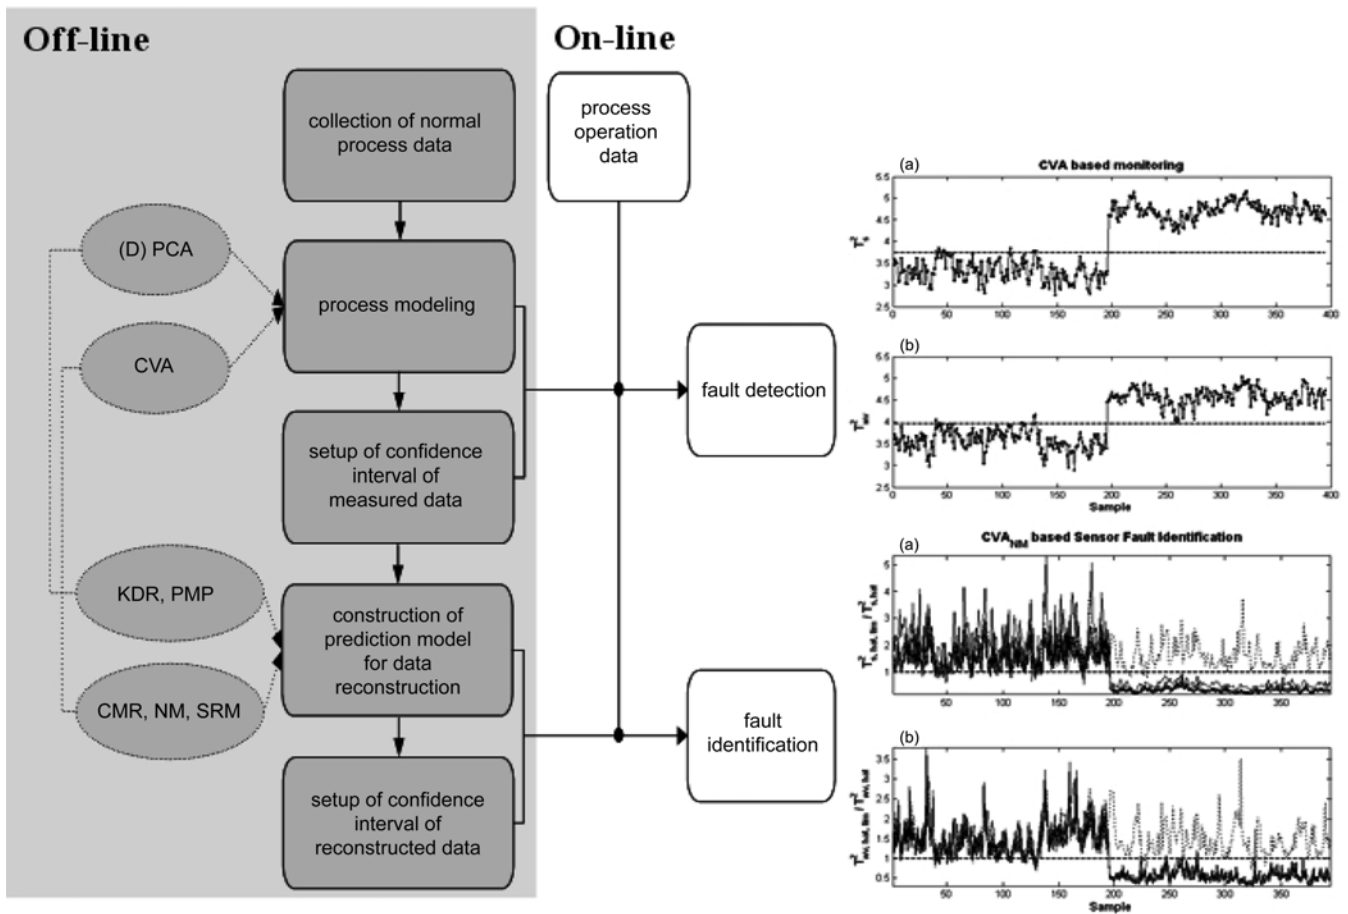 Off-line
On-line
collection of normal
process data
process
operation
data
(D) PCA
process modeling
CVA
fault detection
setup of confidence
interval of
measured data
KDR, PMP
construction of
prediction model
for data
reconstruction
CMR, NM, SRM
fault
identification
setup of confidence
interval of
reconstructed data
(a)
CVA based monitoring
5.5
5
4.5
4
3.5
3
2.5
T²s
0 50 100 150 200 250 300 350 400
(b)
5.5
5
4.5
4
3.5
3
2.5
0 50 100 150 200 250 300 350 400
Sample
(a)
CVA NM based Sensor Fault Identification
5
4
3
2
1
50 100 150 200 250 300 350
(b)
3.5
3
2.5
2
1.5
1
0.5
50 100 150 200 250 300 350
Sample